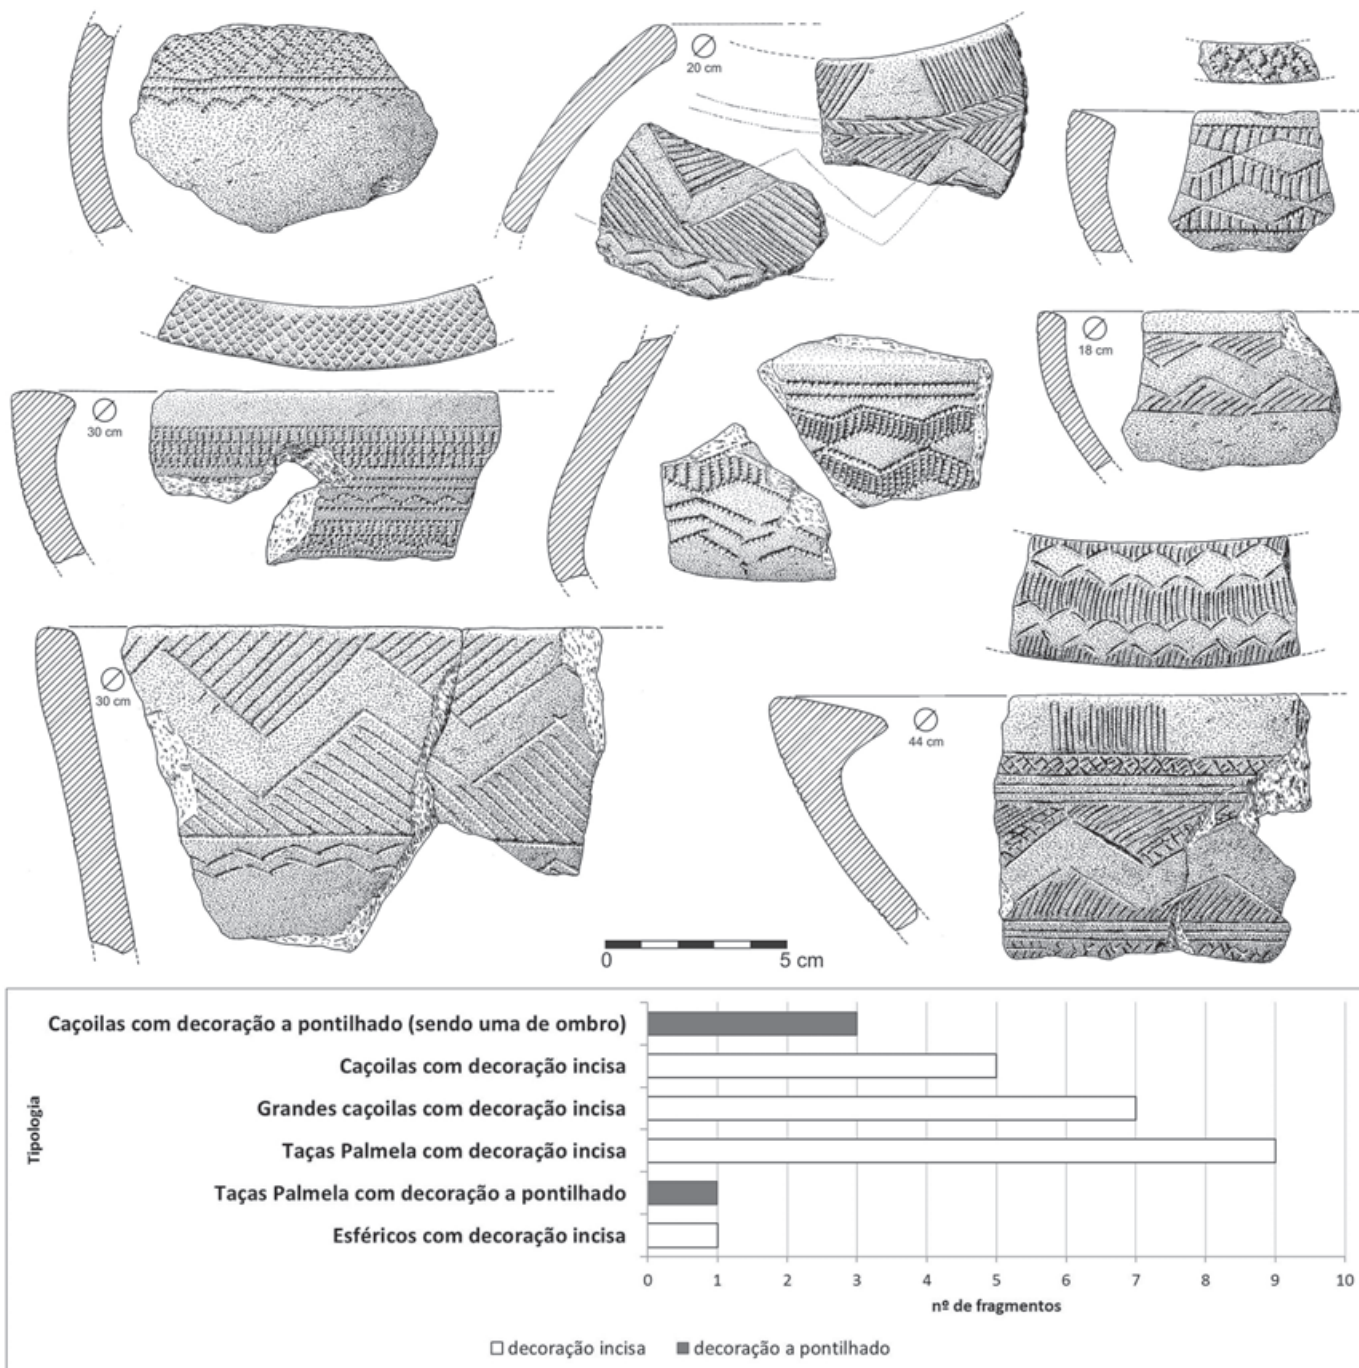 ⌀
20 cm
⌀
18 cm
⌀
30 cm
⌀
30 cm
⌀
44 cm
0 5 cm
Tipologia
Caçoilas com decoração a pontilhado (sendo uma de ombro)
Caçoilas com decoração incisa
Grandes caçoilas com decoração incisa
Taças Palmela com decoração incisa
Taças Palmela com decoração a pontilhado
Esféricos com decoração incisa
0 1 2 3 4 5 6 7 8 9 10
nº de fragmentos
decoração incisa decoração a pontilhado